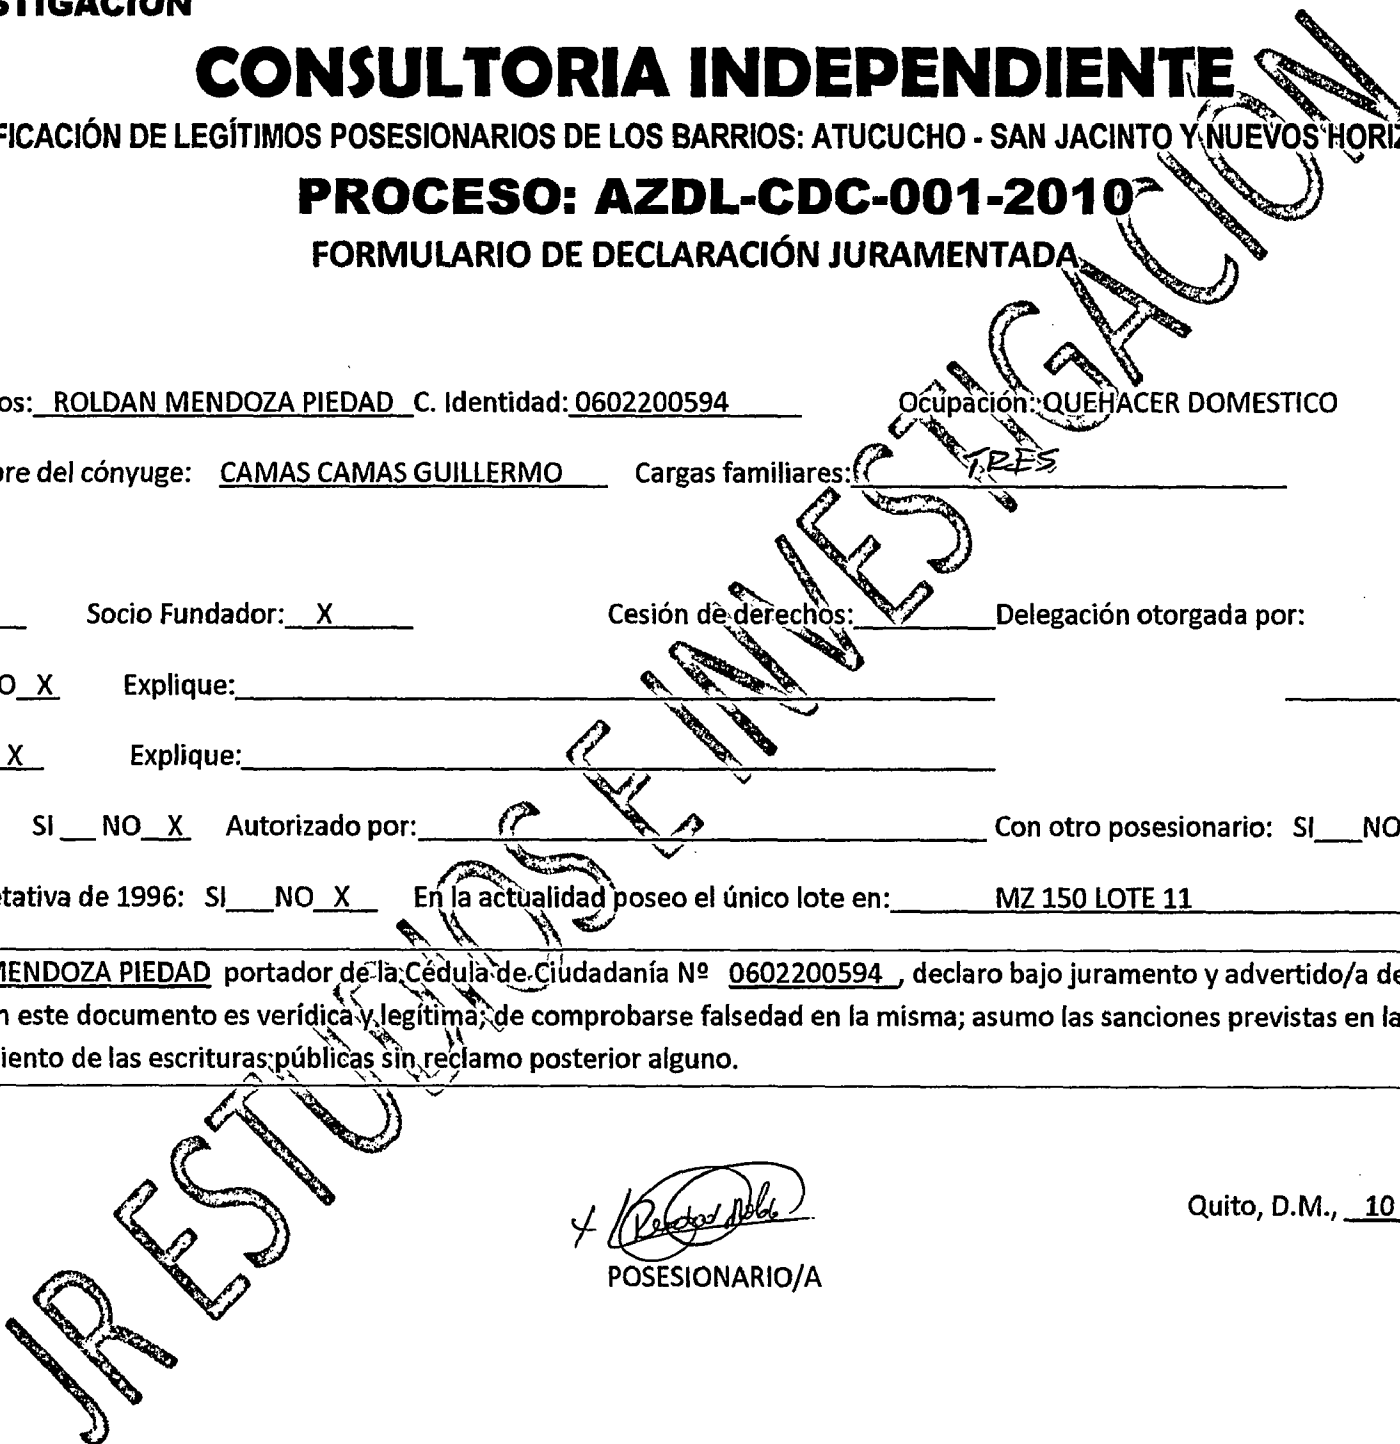 STIGACIÓN
CONSULTORIA INDEPENDIENTE
FICACIÓN DE LEGÍTIMOS POSESIONARIOS DE LOS BARRIOS: ATUCUCHO - SAN JACINTO Y NUEVOS HORIZ
PROCESO: AZDL-CDC-001-2010
FORMULARIO DE DECLARACIÓN JURAMENTADA
os: ROLDAN MENDOZA PIEDAD C. Identidad: 0602200594 Ocupación: QUEHACER DOMESTICO
re del cónyuge: CAMAS CAMAS GUILLERMO Cargas familiares: TRES
Socio Fundador: X Cesión de derechos: Delegación otorgada por:
O X Explique:
X Explique:
SI NO X Autorizado por: Con otro posesionario: SI NO
tativa de 1996: SI NO X En la actualidad poseo el único lote en: MZ 150 LOTE 11
MENDOZA PIEDAD portador de la Cédula de Ciudadanía Nº 0602200594 , declaro bajo juramento y advertido/a de
n este documento es verídica y legítima; de comprobarse falsedad en la misma; asumo las sanciones previstas en la
iento de las escrituras públicas sin reclamo posterior alguno.
Quito, D.M., 10
POSESIONARIO/A
JR ESTUDIOS E INVESTIGACION